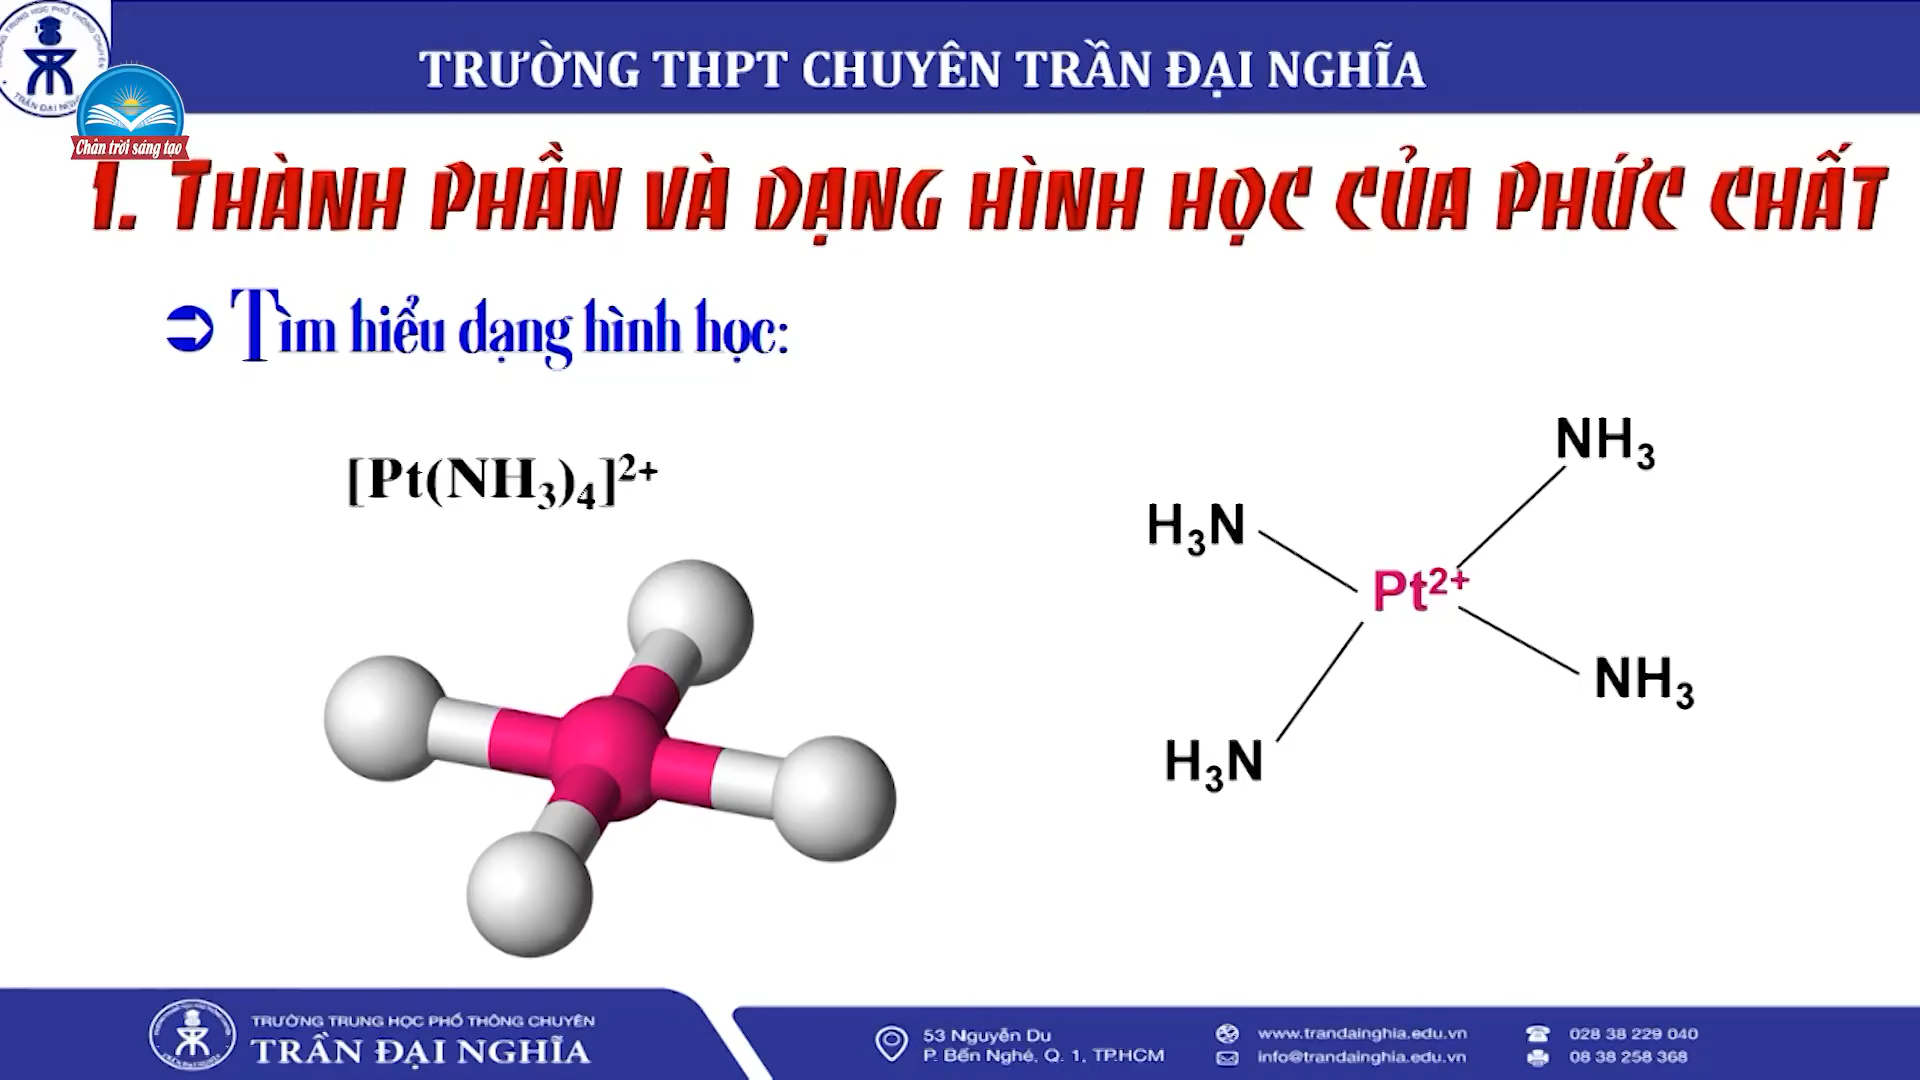 TRƯỜNG THPT CHUYÊN TRẦN ĐẠI NGHĨA
Chân trời sáng tạo
1. THÀNH PHẦN VÀ DẠNG HÌNH HỌC CỦA PHỨC CHẤT
➲ Tìm hiểu dạng hình học:
[Pt(NH₃)₄]²⁺
NH₃
H₃N
Pt²⁺
NH₃
H₃N
TRƯỜNG TRUNG HỌC PHỔ THÔNG CHUYÊN
TRẦN ĐẠI NGHĨA
53 Nguyễn Du
P. Bến Nghé, Q. 1, TP.HCM
www.trandainghia.edu.vn
info@trandainghia.edu.vn
028 38 229 040
08 38 258 368